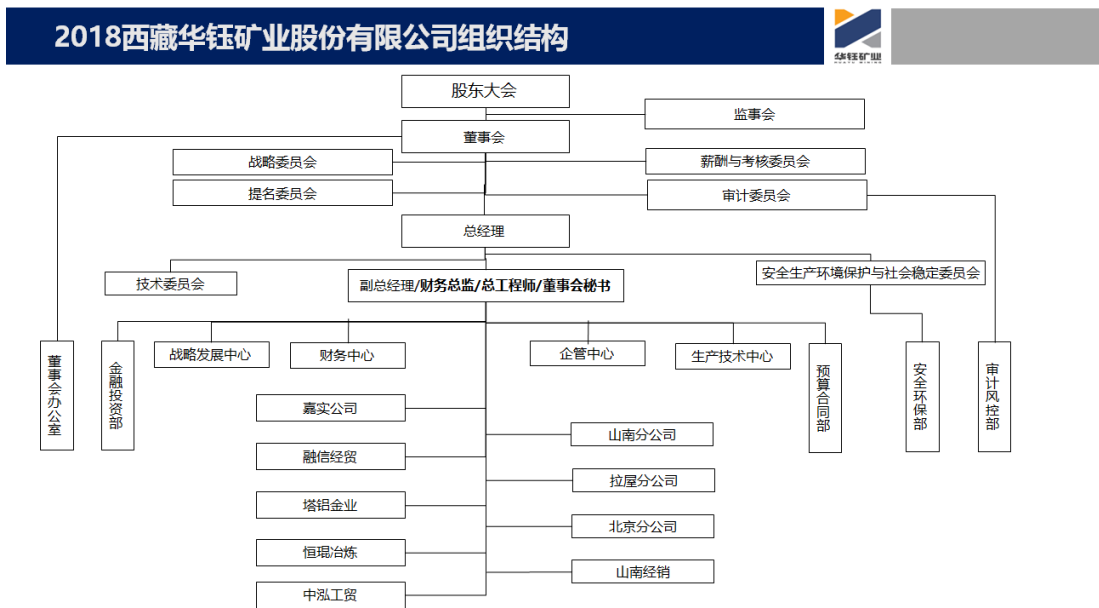 2018西藏华钰矿业股份有限公司组织结构
华钰矿业
股东大会
监事会
董事会
战略委员会
薪酬与考核委员会
提名委员会
审计委员会
总经理
技术委员会
副总经理/财务总监/总工程师/董事会秘书
安全生产环境保护与社会稳定委员会
董事会办公室
金融投资部
战略发展中心
财务中心
企管中心
生产技术中心
预算合同部
安全环保部
审计风控部
嘉实公司
山南分公司
融信经贸
拉屋分公司
塔铝金业
北京分公司
恒琨冶炼
山南经销
中泓工贸